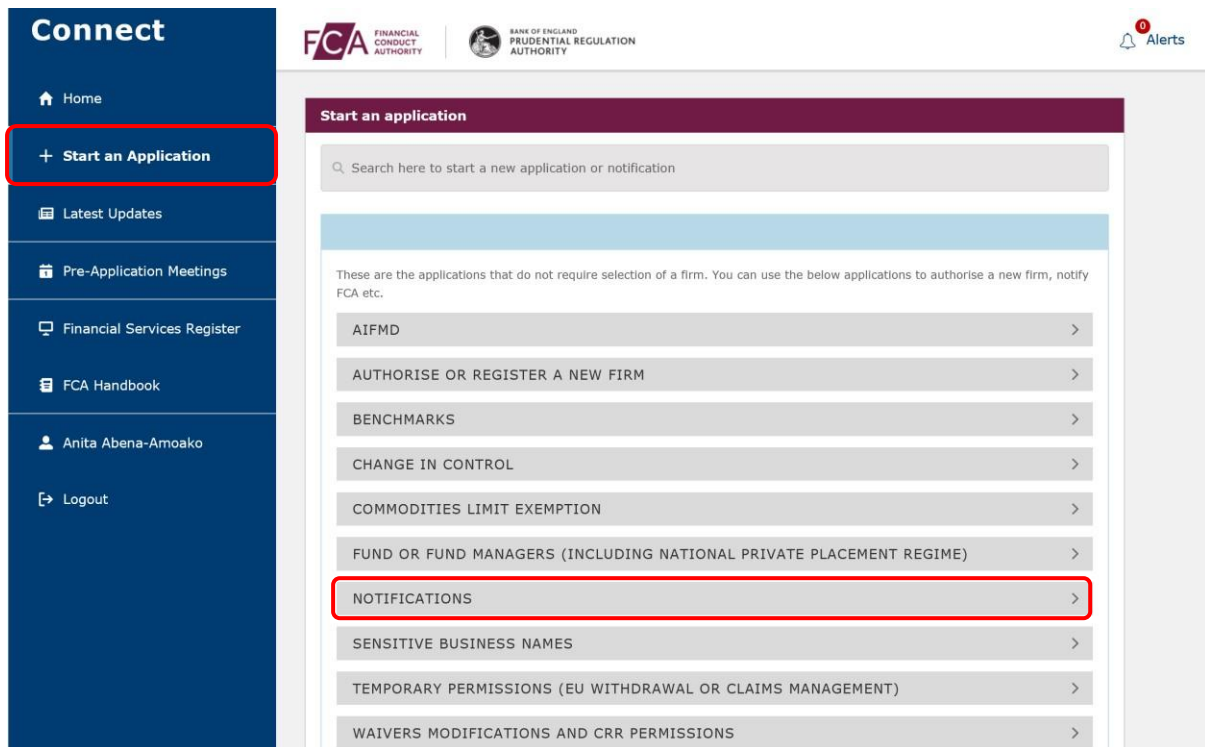 Connect
Home
Start an Application
Latest Updates
Pre-Application Meetings
Financial Services Register
FCA Handbook
Anita Abena-Amoako
Logout
FCA FINANCIAL
CONDUCT
AUTHORITY
BANK OF ENGLAND
PRUDENTIAL REGULATION
AUTHORITY
0
Alerts
Start an application
Search here to start a new application or notification
These are the applications that do not require selection of a firm. You can use the below applications to authorise a new firm, notify
FCA etc.
AIFMD
AUTHORISE OR REGISTER A NEW FIRM
BENCHMARKS
CHANGE IN CONTROL
COMMODITIES LIMIT EXEMPTION
FUND OR FUND MANAGERS (INCLUDING NATIONAL PRIVATE PLACEMENT REGIME)
NOTIFICATIONS
SENSITIVE BUSINESS NAMES
TEMPORARY PERMISSIONS (EU WITHDRAWAL OR CLAIMS MANAGEMENT)
WAIVERS MODIFICATIONS AND CRR PERMISSIONS